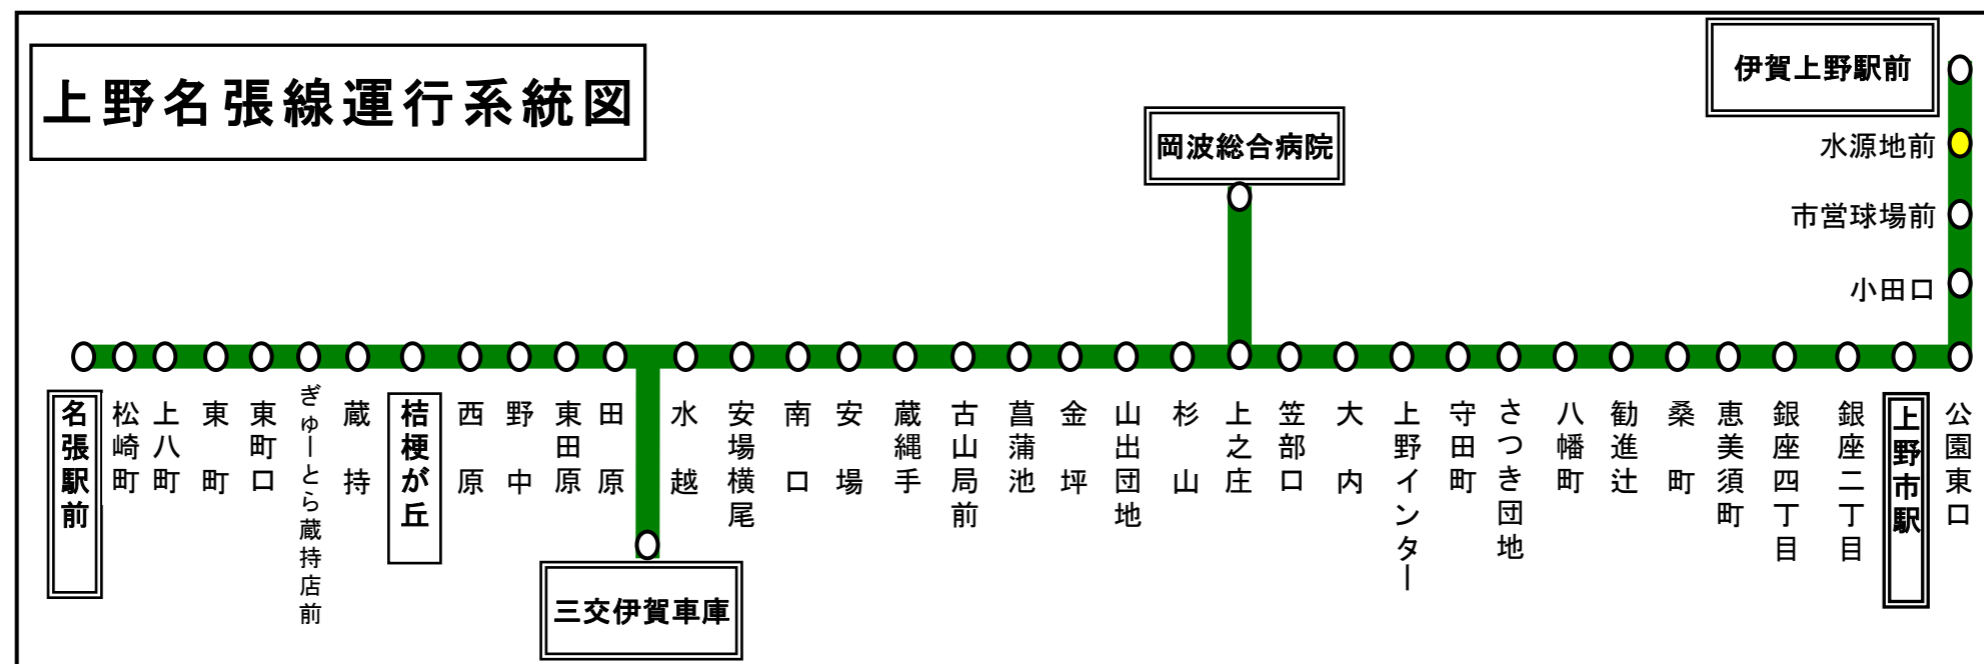 上野名張線運行系統図
伊賀上野駅前
水源地前
市営球場前
小田口
岡波総合病院
名張駅前
松崎町
上八町
東町
東町口
ぎゅーとら蔵持店前
蔵持
桔梗が丘
西原
野中
東田原
田原
水越
安場横尾
南口
安場
蔵縄手
古山局前
菖蒲池
金坪
山出団地
杉山
上之庄
笠部口
大内
上野インター
守田町
さつき団地
八幡町
勧進辻
桑町
恵美須町
銀座四丁目
銀座二丁目
上野市駅
公園東口
三交伊賀車庫